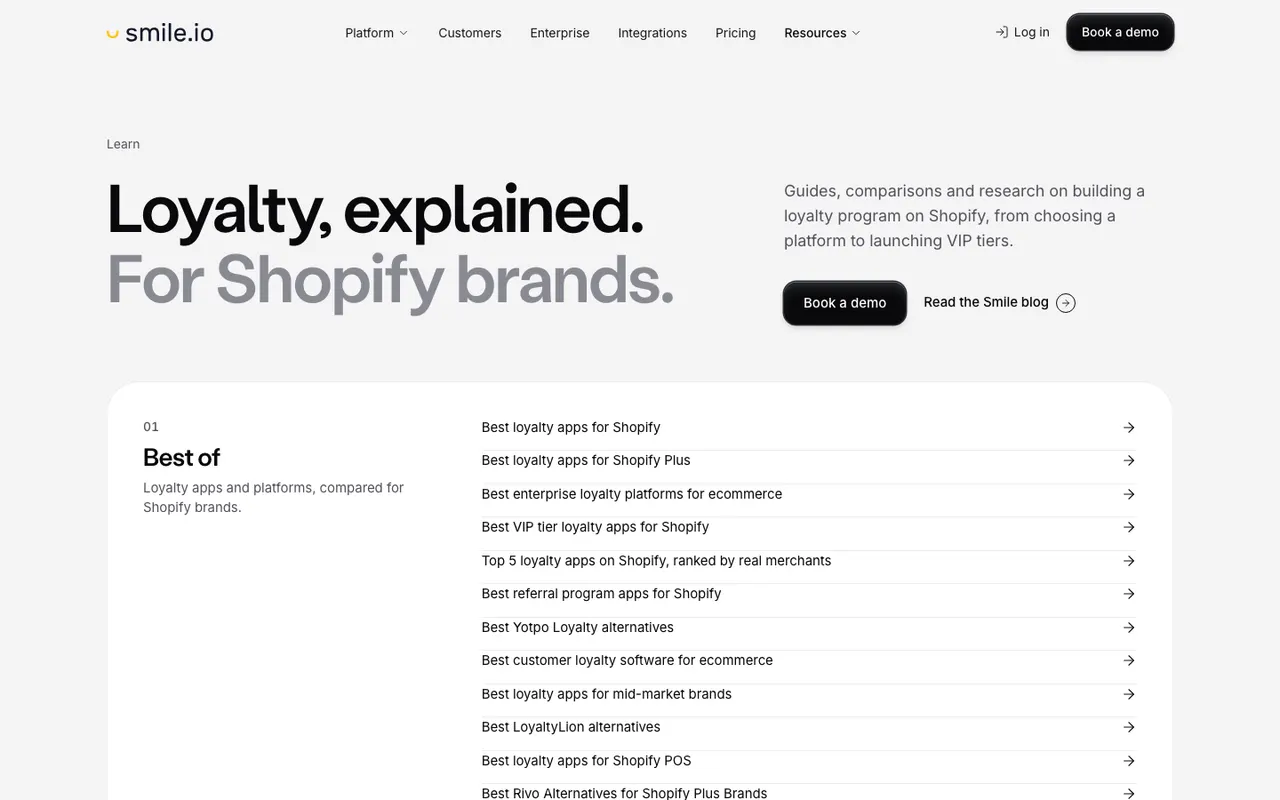 smile.io
Platform
Customers
Enterprise
Integrations
Pricing
Resources
Log in
Book a demo
Learn
Loyalty, explained.
For Shopify brands.
Guides, comparisons and research on building a
loyalty program on Shopify, from choosing a
platform to launching VIP tiers.
Book a demo
Read the Smile blog
01
Best of
Loyalty apps and platforms, compared for
Shopify brands.
Best loyalty apps for Shopify
Best loyalty apps for Shopify Plus
Best enterprise loyalty platforms for ecommerce
Best VIP tier loyalty apps for Shopify
Top 5 loyalty apps on Shopify, ranked by real merchants
Best referral program apps for Shopify
Best Yotpo Loyalty alternatives
Best customer loyalty software for ecommerce
Best loyalty apps for mid-market brands
Best LoyaltyLion alternatives
Best loyalty apps for Shopify POS
Best Rivo Alternatives for Shopify Plus Brands